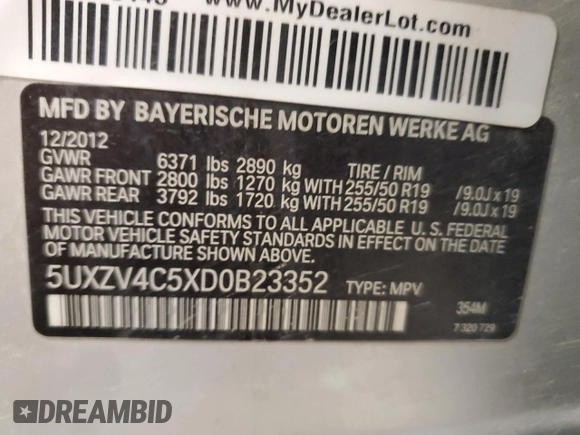 www.MyDealerLot.com
MFD BY BAYERISCHE MOTOREN WERKE AG
12/2012
GVWR 6371 lbs 2890 kg TIRE / RIM
GAWR FRONT 2800 lbs 1270 kg WITH 255/50 R19 /9.0J x 19
GAWR REAR 3792 lbs 1720 kg WITH 255/50 R19 /9.0J x 19
THIS VEHICLE CONFORMS TO ALL APPLICABLE U. S. FEDERAL
MOTOR VEHICLE SAFETY STANDARDS IN EFFECT ON THE DATE
OF MANUFACTURE SHOWN ABOVE.
5UXZV4C5XD0B23352 TYPE: MPV
354M
7 320 729
DREAMBID